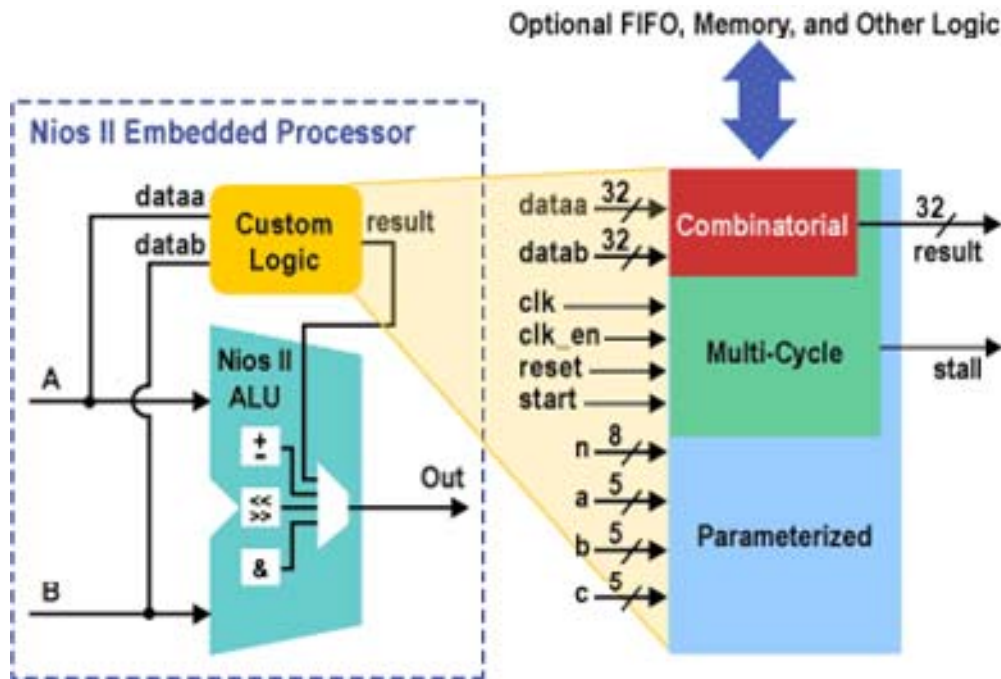 Optional FIFO, Memory, and Other Logic
Nios II Embedded Processor
dataa
datab
Custom
Logic
result
A
Nios II
ALU
+
-
<<
>>
&
Out
B
dataa
32
datab
32
clk
clk_en
reset
start
n
8
a
5
b
5
c
5
Combinatorial
32
result
Multi-Cycle
stall
Parameterized